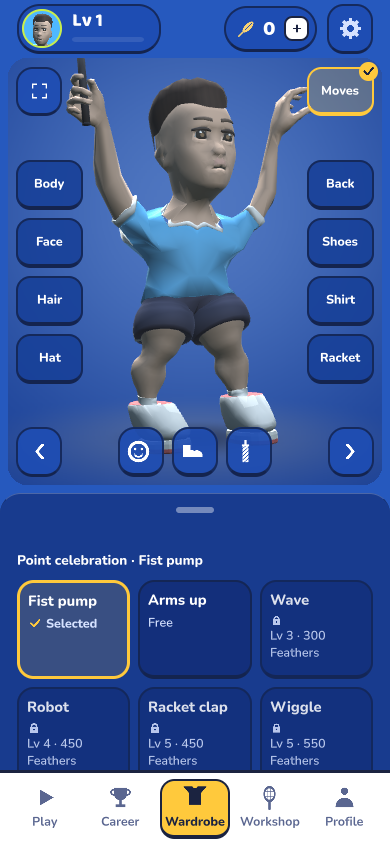 Lv 1
0
+
Moves
Body
Back
Face
Shoes
Hair
Shirt
Hat
Racket
Point celebration · Fist pump
Fist pump
Selected
Arms up
Free
Wave
Lv 3 · 300
Feathers
Robot
Lv 4 · 450
Feathers
Racket clap
Lv 5 · 450
Feathers
Wiggle
Lv 5 · 550
Feathers
Play
Career
Wardrobe
Workshop
Profile